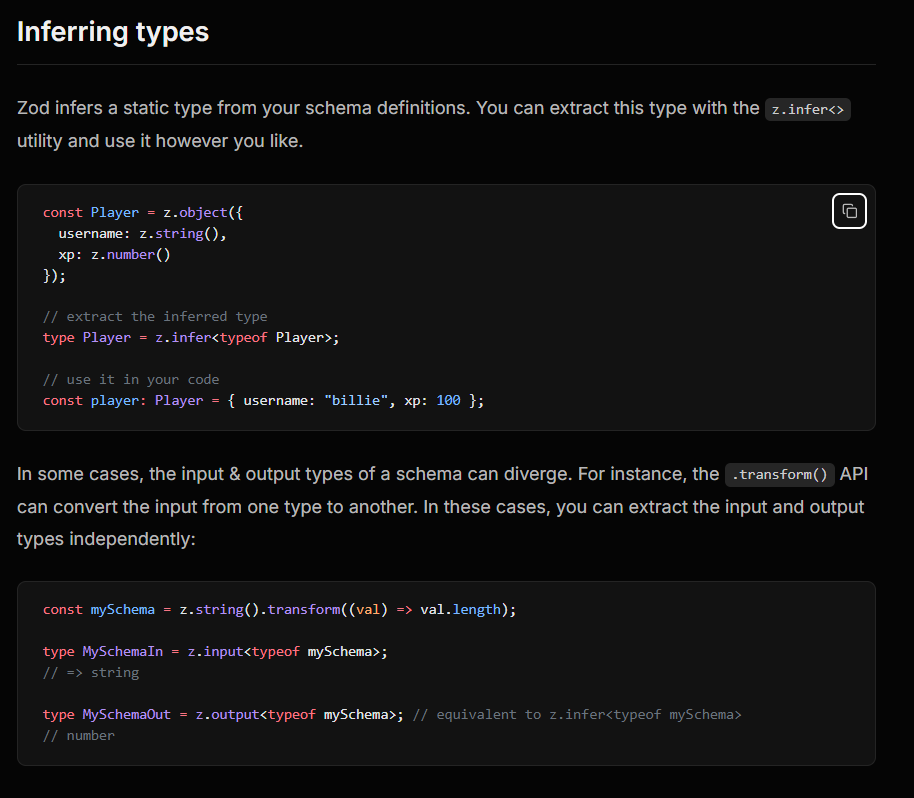 Inferring types
Zod infers a static type from your schema definitions. You can extract this type with the z.infer<>
utility and use it however you like.
const Player = z.object({
  username: z.string(),
  xp: z.number()
});

// extract the inferred type
type Player = z.infer<typeof Player>;

// use it in your code
const player: Player = { username: "billie", xp: 100 };
In some cases, the input & output types of a schema can diverge. For instance, the .transform() API
can convert the input from one type to another. In these cases, you can extract the input and output
types independently:
const mySchema = z.string().transform((val) => val.length);

type MySchemaIn = z.input<typeof mySchema>;
// => string

type MySchemaOut = z.output<typeof mySchema>; // equivalent to z.infer<typeof mySchema>
// number